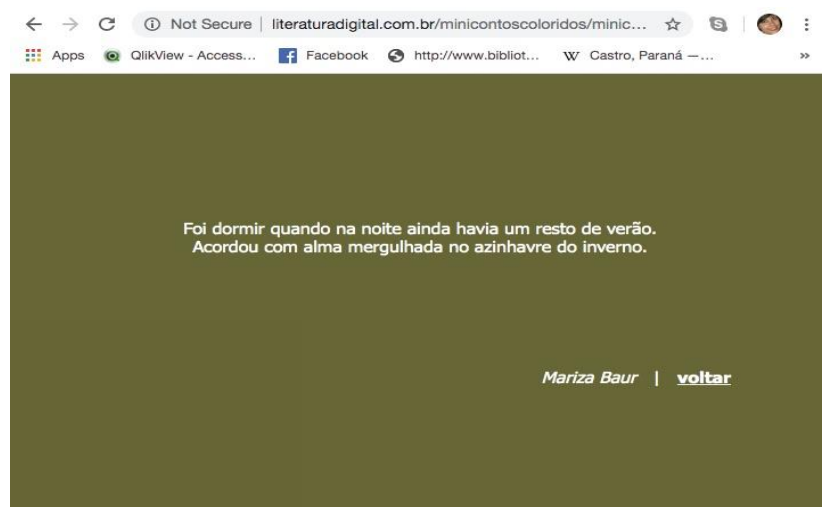 Not Secure | literaturadigital.com.br/minicontoscoloridos/minic...
Apps QlikView - Access... Facebook http://www.bibliot... W Castro, Paraná —... »
Foi dormir quando na noite ainda havia um resto de verão.
Acordou com alma mergulhada no azinhavre do inverno.
Mariza Baur | voltar